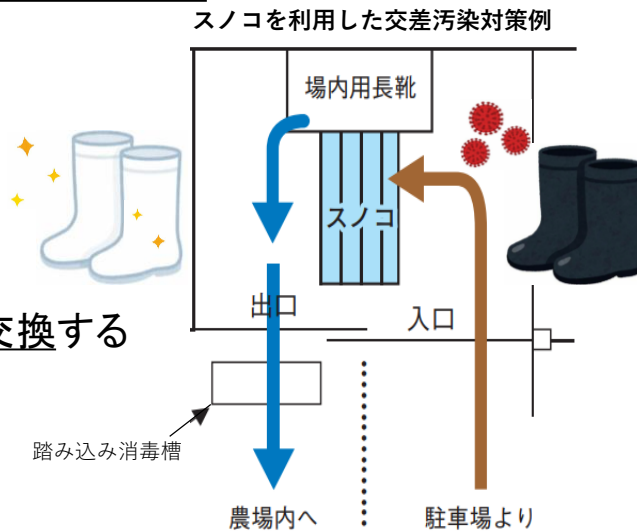 スノコを利用した交差汚染対策例
場内用長靴
スノコ
出口
入口
交換する
踏み込み消毒槽
農場内へ
駐車場より